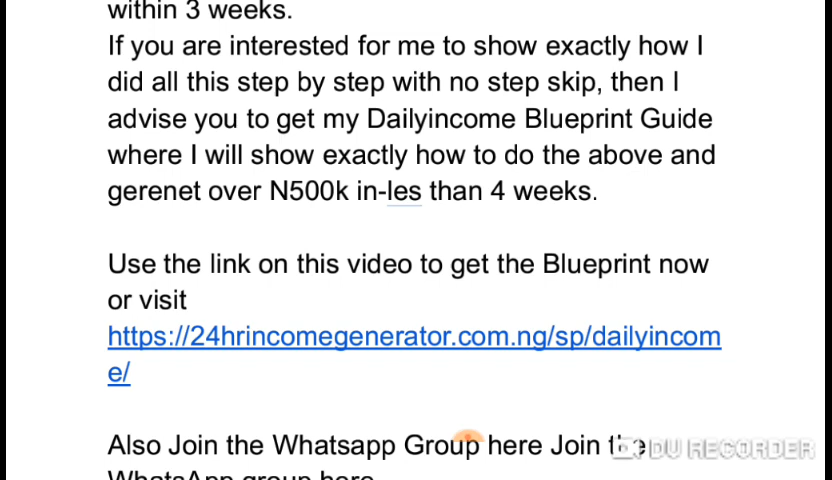 within 3 weeks.
If you are interested for me to show exactly how I
did all this step by step with no step skip, then I
advise you to get my Dailyincome Blueprint Guide
where I will show exactly how to do the above and
gerenet over N500k in-les than 4 weeks.
Use the link on this video to get the Blueprint now
or visit
https://24hrincomegenerator.com.ng/sp/dailyincom
e/
Also Join the Whatsapp Group here Join the
DU RECORDER
WhatsApp group here